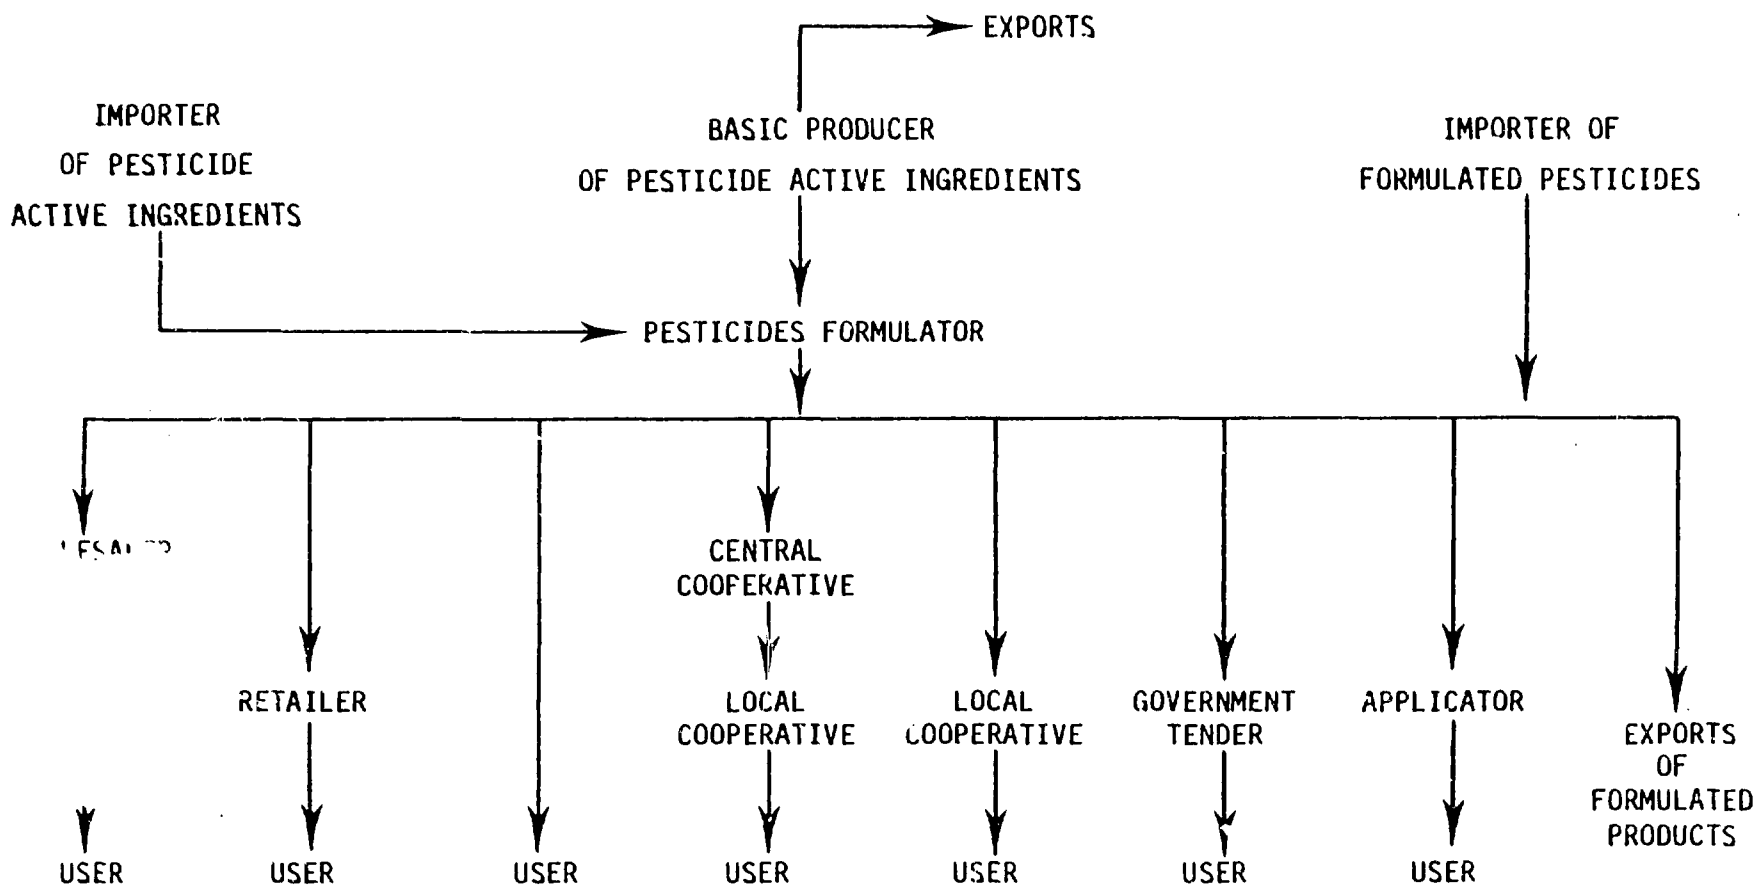 EXPORTS
IMPORTER
OF PESTICIDE
ACTIVE INGREDIENTS
BASIC PRODUCER
OF PESTICIDE ACTIVE INGREDIENTS
IMPORTER OF
FORMULATED PESTICIDES
PESTICIDES FORMULATOR
CENTRAL
COOPERATIVE
RETAILER
LOCAL
COOPERATIVE
LOCAL
COOPERATIVE
GOVERNMENT
TENDER
APPLICATOR
EXPORTS
OF
FORMULATED
PRODUCTS
USER
USER
USER
USER
USER
USER
USER